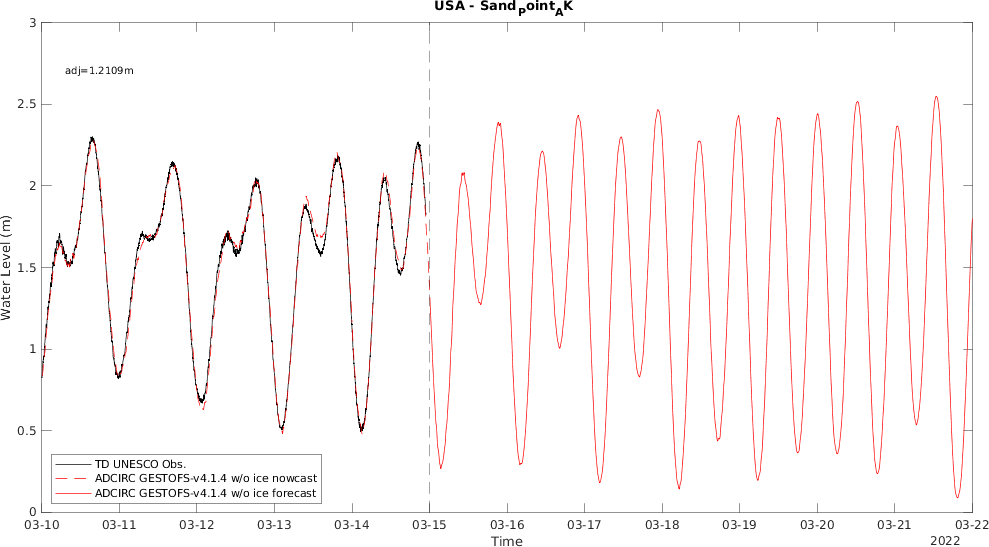 USA - Sand_Point_AK
3
adj=1.2109m
2.5
2
1.5
1
0.5
0
Water Level (m)
TD UNESCO Obs.
ADCIRC GESTOFS-v4.1.4 w/o ice nowcast
ADCIRC GESTOFS-v4.1.4 w/o ice forecast
03-10 03-11 03-12 03-13 03-14 03-15 03-16 03-17 03-18 03-19 03-20 03-21 03-22
Time
2022